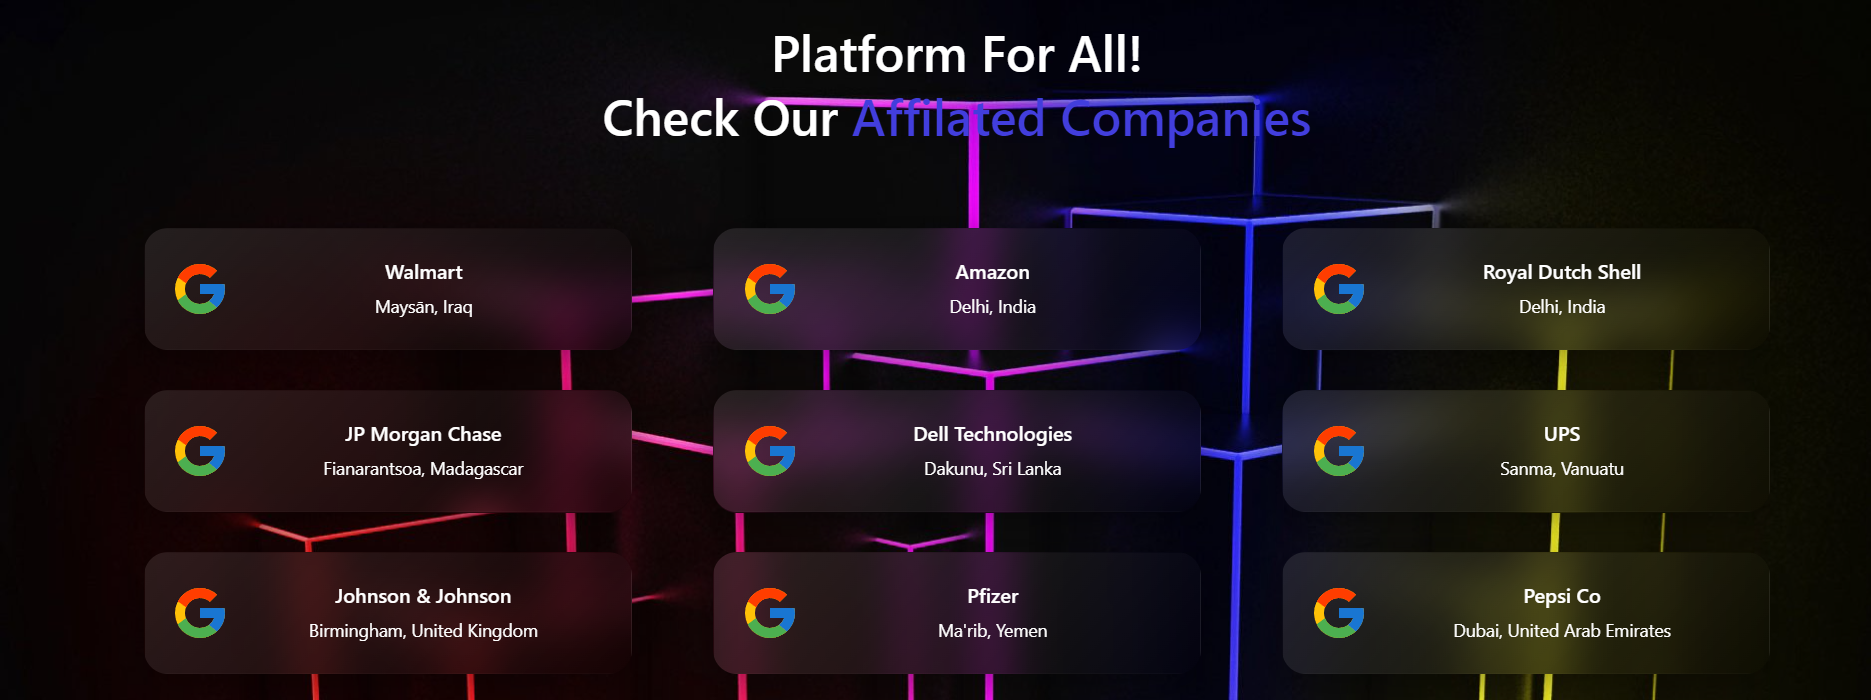 Platform For All!
Check Our Affilated Companies
Walmart
Maysān, Iraq
Amazon
Delhi, India
Royal Dutch Shell
Delhi, India
JP Morgan Chase
Fianarantsoa, Madagascar
Dell Technologies
Dakunu, Sri Lanka
UPS
Sanma, Vanuatu
Johnson & Johnson
Birmingham, United Kingdom
Pfizer
Ma'rib, Yemen
Pepsi Co
Dubai, United Arab Emirates